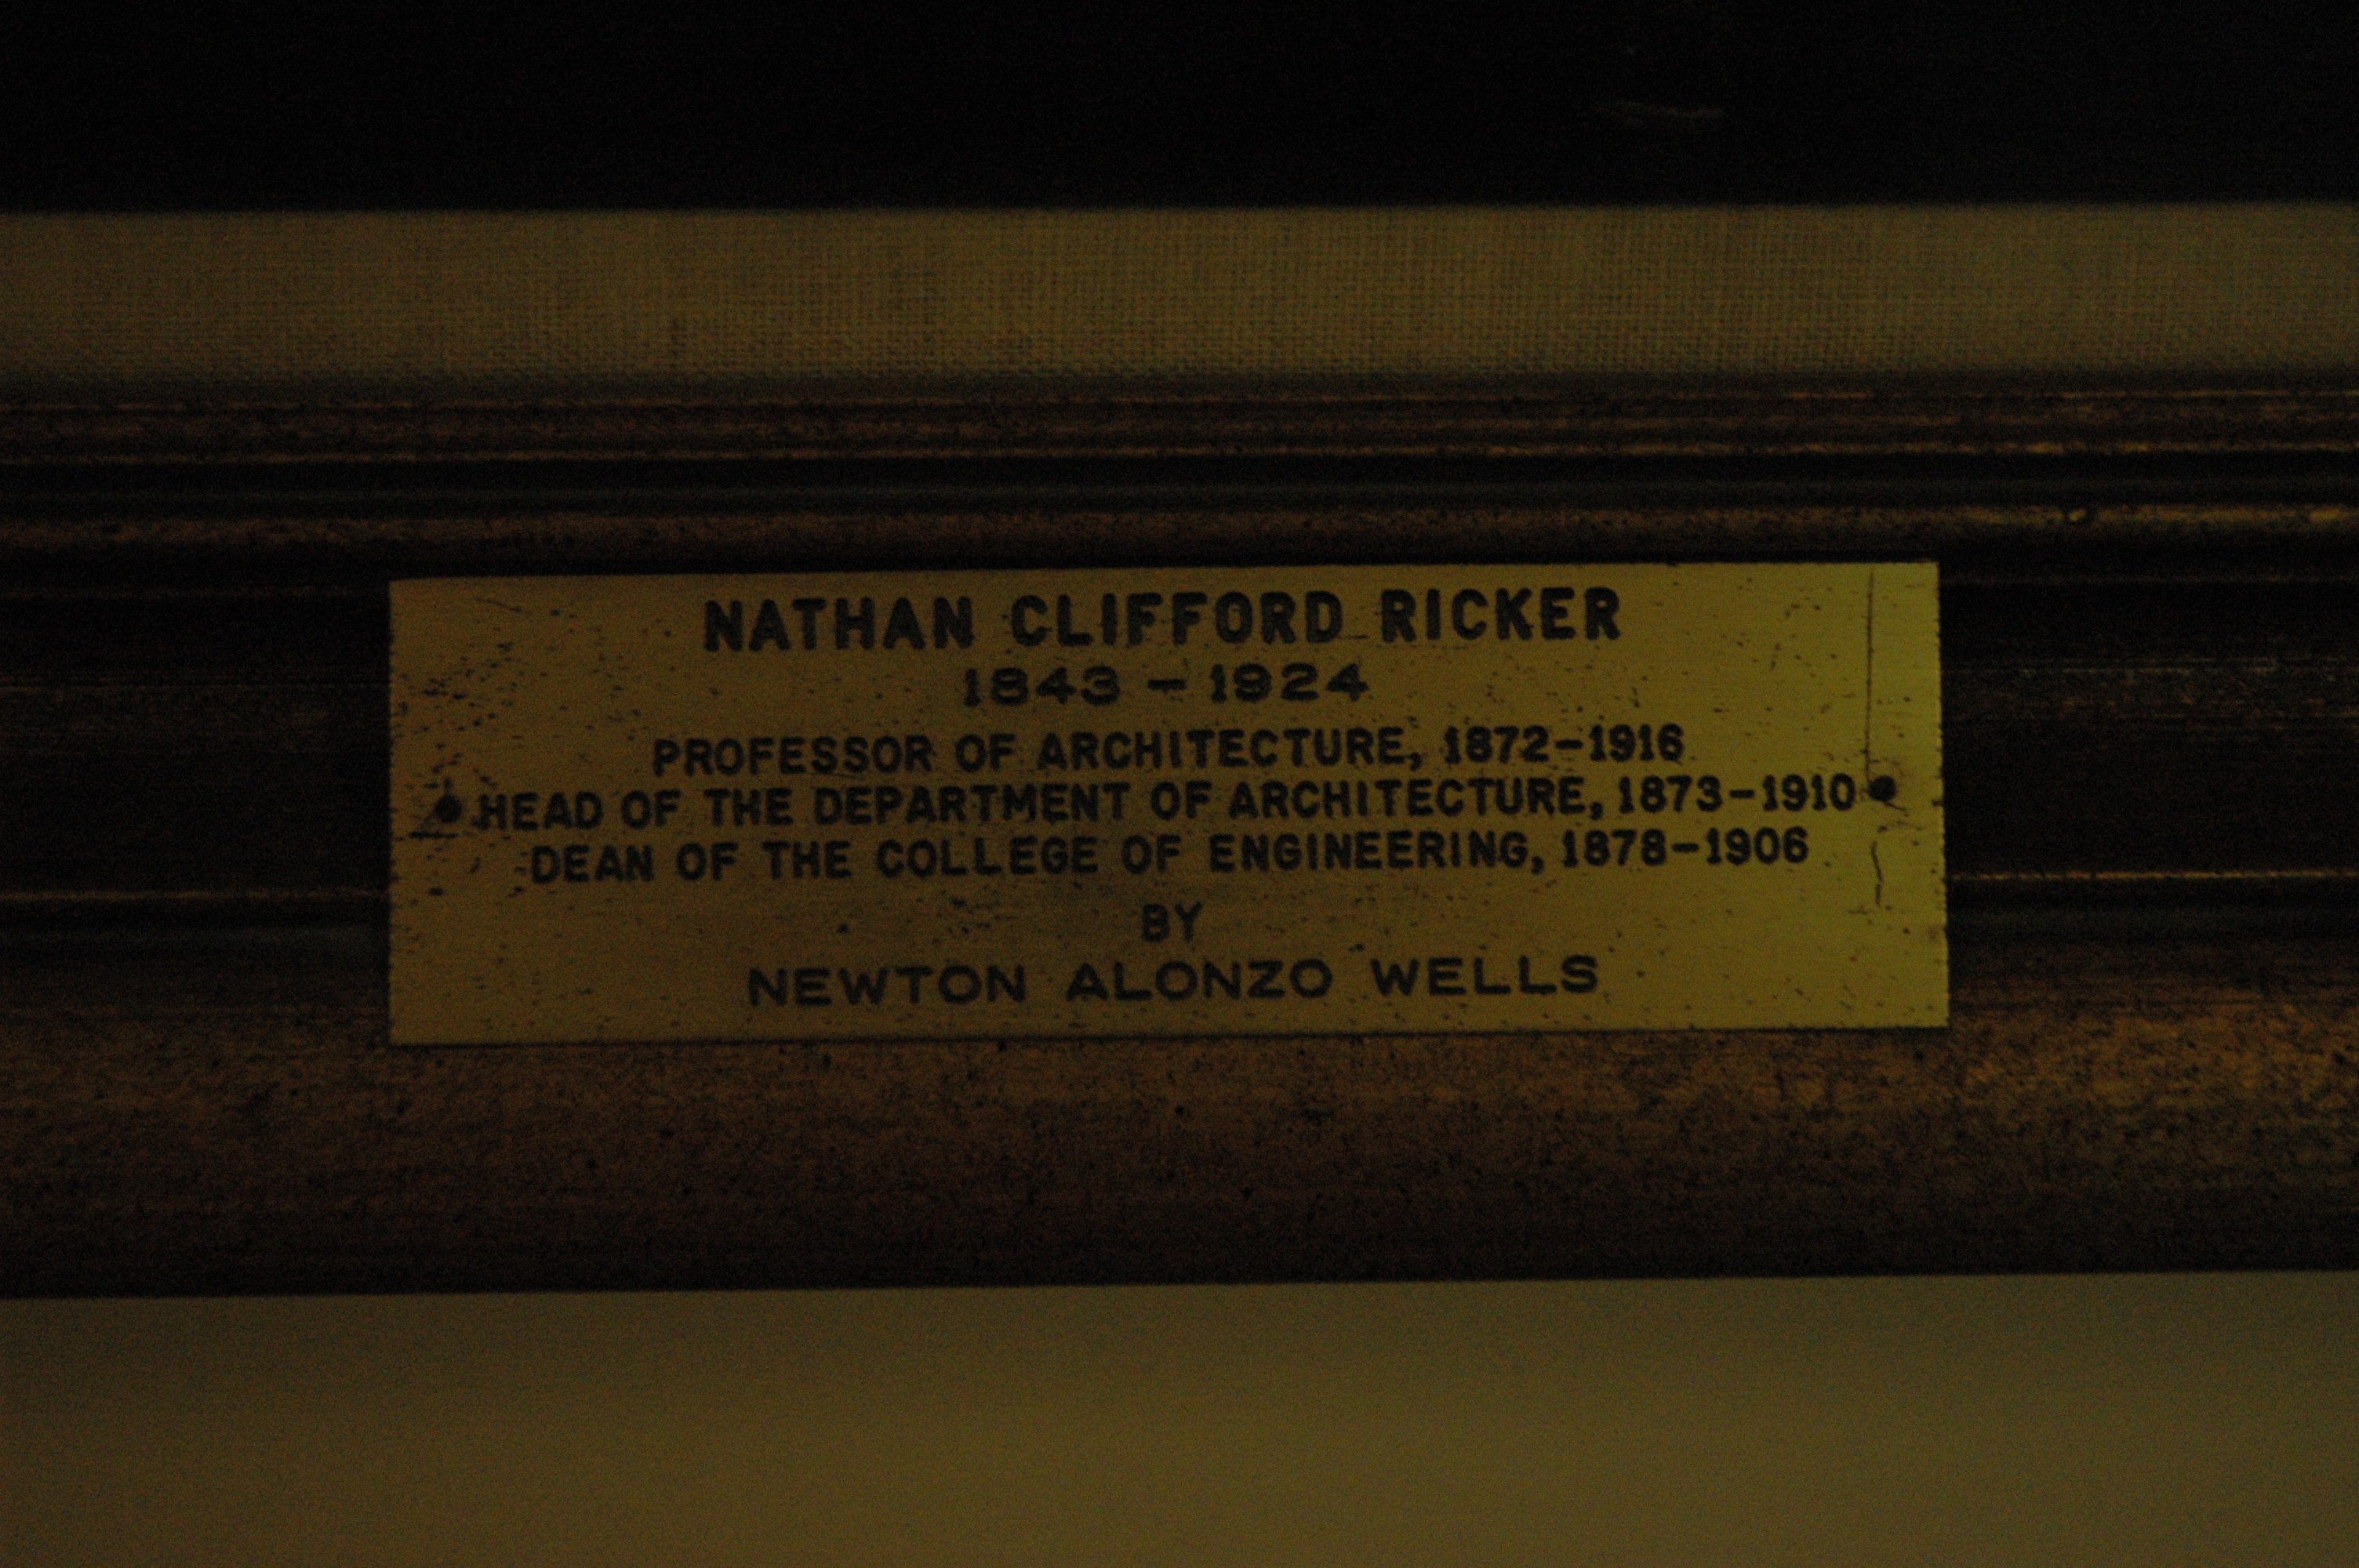 NATHAN CLIFFORD RICKER
1843 - 1924
PROFESSOR OF ARCHITECTURE, 1872-1916
HEAD OF THE DEPARTMENT OF ARCHITECTURE, 1873-1910
DEAN OF THE COLLEGE OF ENGINEERING, 1878-1906
BY
NEWTON ALONZO WELLS